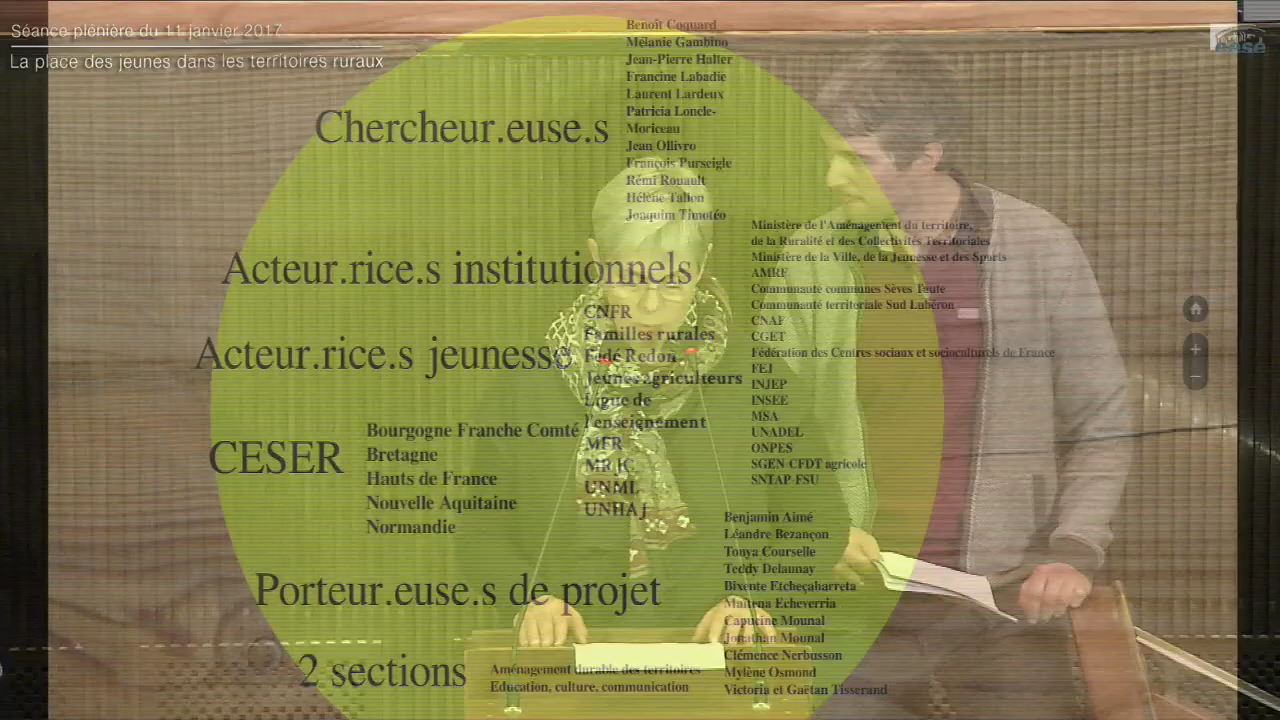 Séance plénière du 11 janvier 2017
La place des jeunes dans les territoires ruraux
cese
Chercheur.euse.s
Benoît Coquard
Mélanie Gambino
Jean-Pierre Halter
Francine Labadie
Laurent Lardeux
Patricia Loncle-
Moriceau
Jean Ollivro
François Purseigle
Rémi Rouault
Hélène Tallon
Joaquim Timotéo
Acteur.rice.s institutionnels
Ministère de l'Aménagement du territoire,
de la Ruralité et des Collectivités Territoriales
Ministère de la Ville, de la Jeunesse et des Sports
AMRF
Communauté communes Sèves Taute
Communauté territoriale Sud Lubéron
CNAF
CGET
Fédération des Centres sociaux et socioculturels de France
FEJ
INJEP
INSEE
MSA
UNADEL
ONPES
SGEN-CFDT agricole
SNTAP-FSU
Acteur.rice.s jeunesse
CNFR
Familles rurales
Fédé Redon
Jeunes agriculteurs
Ligue de
l'enseignement
MFR
MRJC
UNML
UNHAJ
CESER
Bourgogne Franche Comté
Bretagne
Hauts de France
Nouvelle Aquitaine
Normandie
Porteur.euse.s de projet
Benjamin Aimé
Léandre Bezançon
Tonya Courselle
Teddy Delaunay
Bixente Etcheçaharreta
Maitena Echeverria
Capucine Mounal
Jonathan Mounal
Clémence Nerbusson
Mylène Osmond
Victoria et Gaëtan Tisserand
2 sections
Aménagement durable des territoires
Education, culture, communication